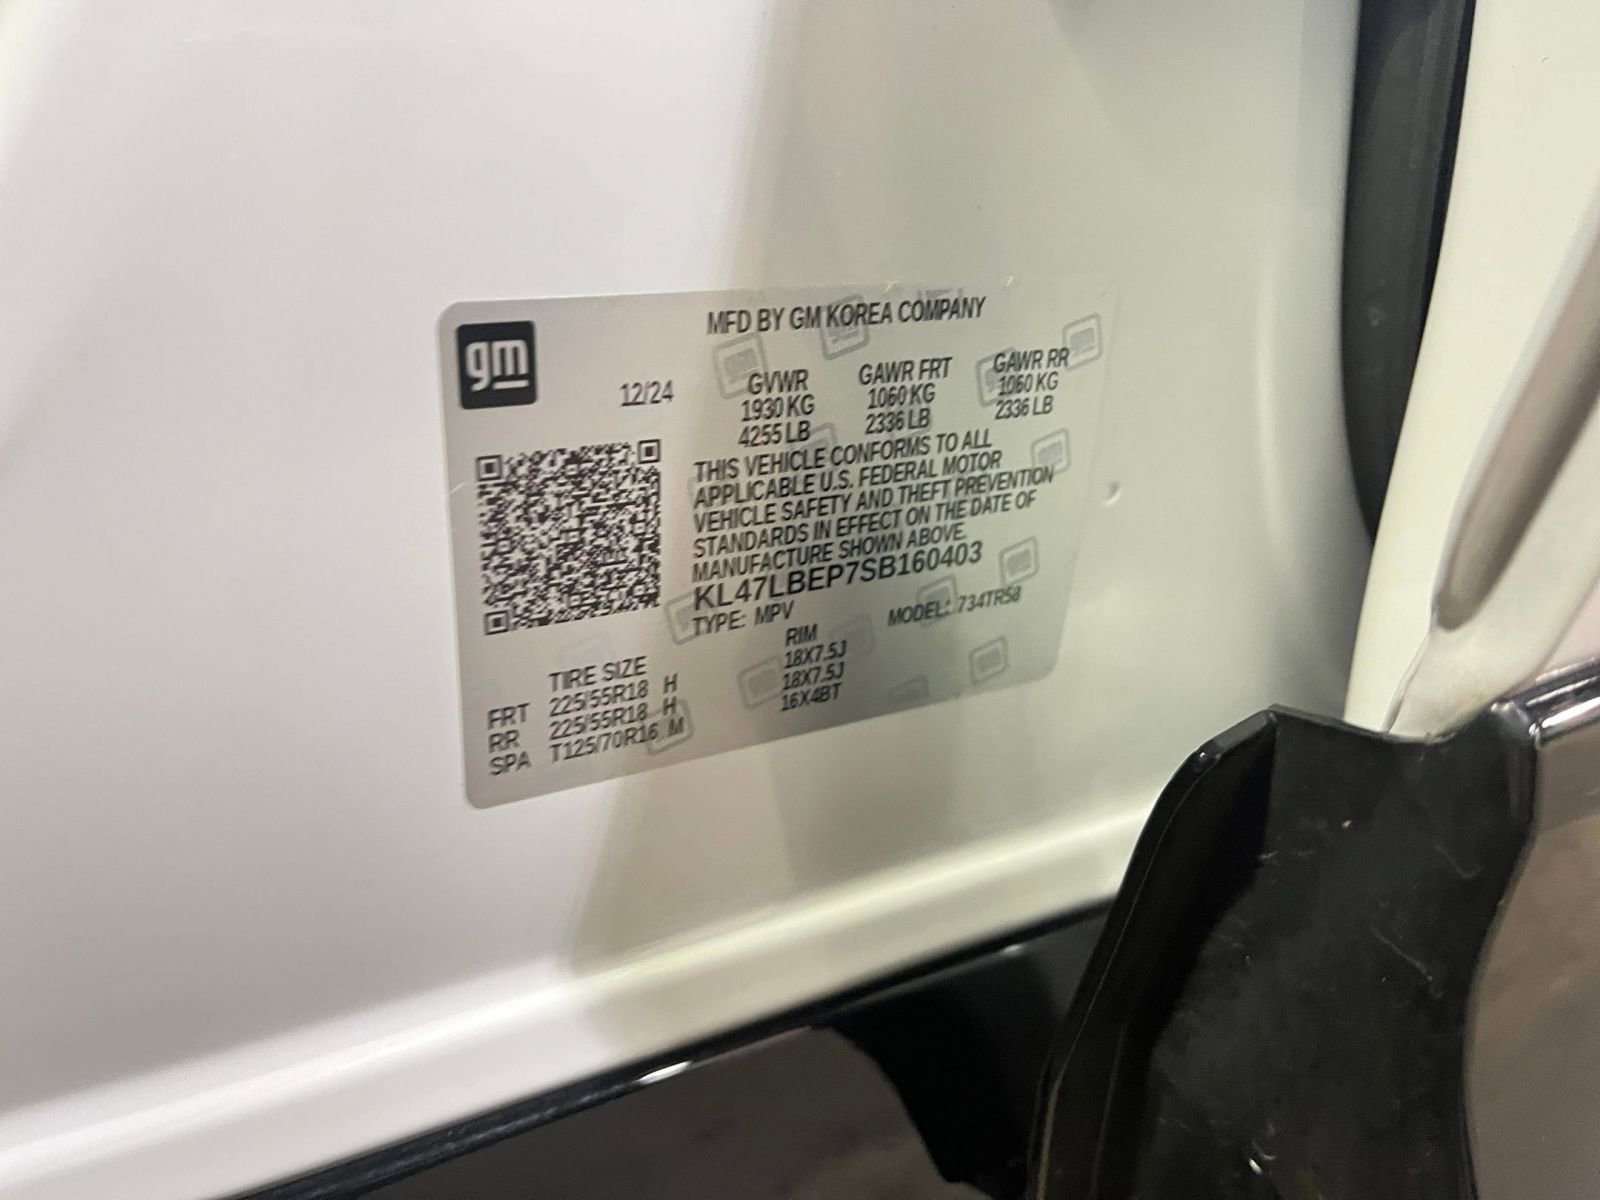 MFD BY GM KOREA COMPANY
gm
12/24
GVWR GAWR FRT GAWR RR
1930 KG 1060 KG 1060 KG
4255 LB 2336 LB 2336 LB
THIS VEHICLE CONFORMS TO ALL
APPLICABLE U.S. FEDERAL MOTOR
VEHICLE SAFETY AND THEFT PREVENTION
STANDARDS IN EFFECT ON THE DATE OF
MANUFACTURE SHOWN ABOVE.
KL47LBEP7SB160403
TYPE: MPV MODEL: 734TR58
TIRE SIZE RIM
FRT 225/55R18 H 18X7.5J
RR 225/55R18 H 18X7.5J
SPA T125/70R16 M 16X4BT